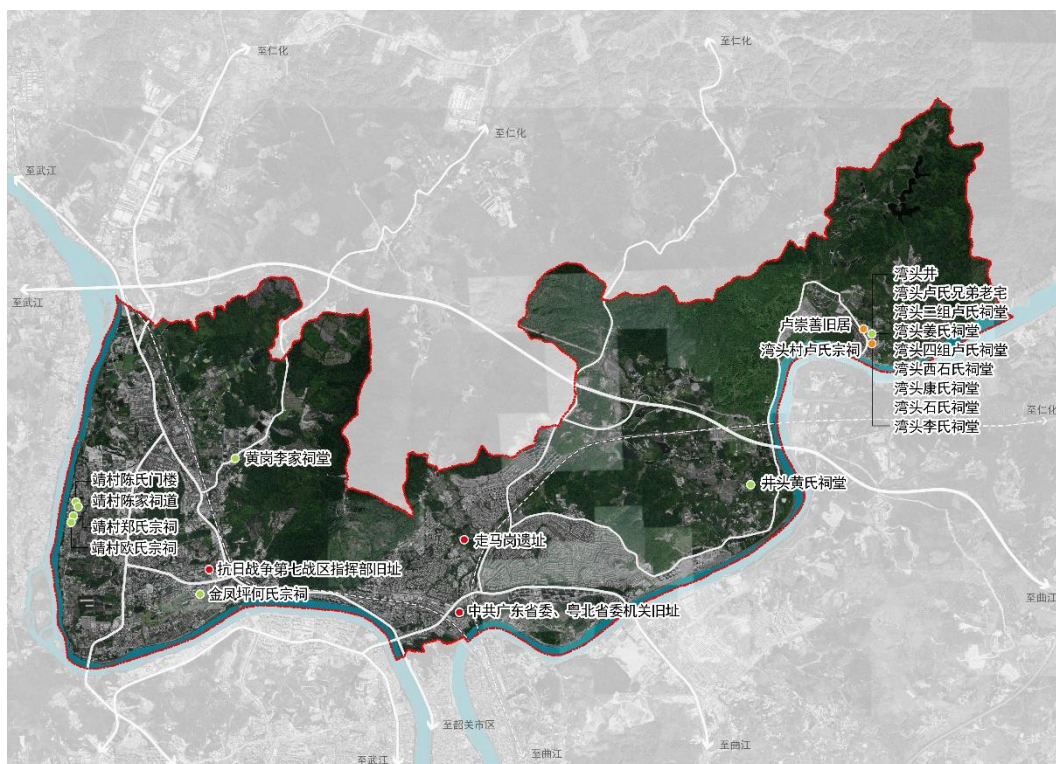 至仁化
至仁化
至仁化
至武江
至武江
湾头井
湾头卢氏兄弟老宅
湾头二组卢氏祠堂
卢崇善旧居
湾头姜氏祠堂
湾头村卢氏宗祠
湾头四组卢氏祠堂
湾头西石氏祠堂
湾头康氏祠堂
湾头石氏祠堂
湾头李氏祠堂
至仁化
黄岗李家祠堂
靖村陈氏门楼
靖村陈家祠道
靖村郑氏宗祠
靖村欧氏宗祠
井头黄氏祠堂
走马岗遗址
抗日战争第七战区指挥部旧址
金凤坪何氏宗祠
中共广东省委、粤北省委机关旧址
至曲江
至韶关市区
至武江
至曲江
至曲江